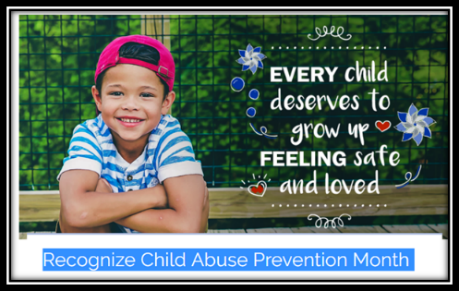 EVERY child
deserves to
grow up
FEELING safe
and loved
Recognize Child Abuse Prevention Month